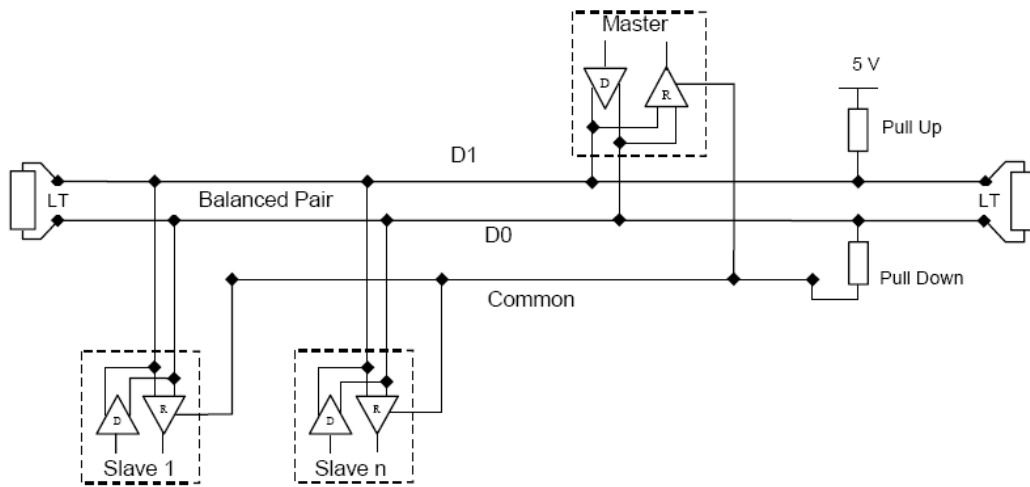 Master
5 V
D
R
Pull Up
D1
LT
Balanced Pair
LT
D0
Pull Down
Common
D
R
D
R
Slave 1
Slave n